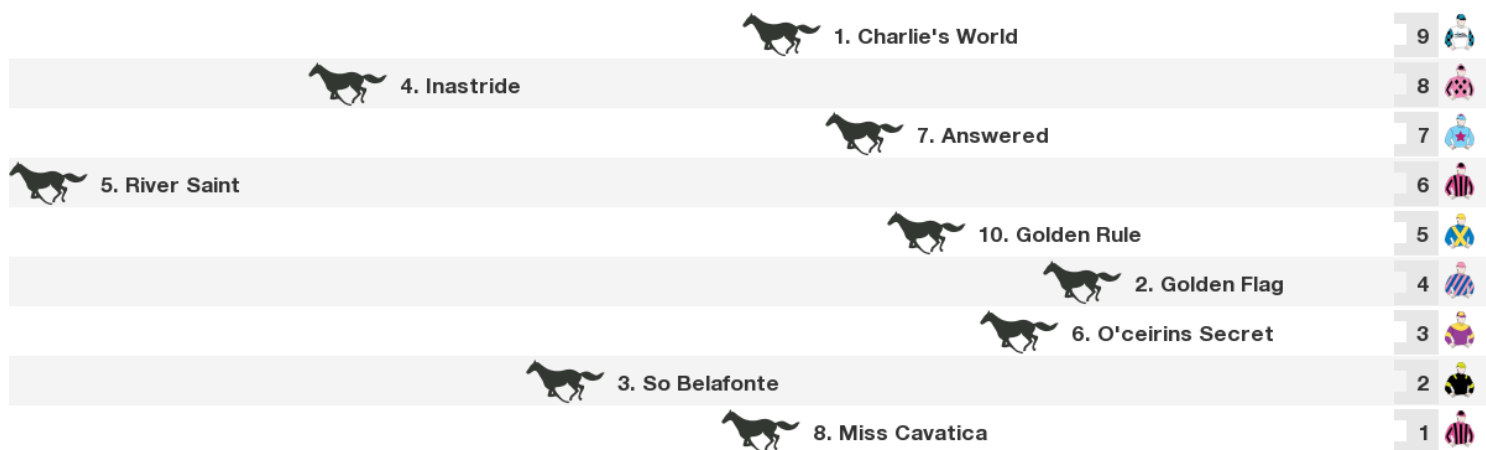 1. Charlie's World 9
4. Inastride 8
7. Answered 7
5. River Saint 6
10. Golden Rule 5
2. Golden Flag 4
6. O'ceirins Secret 3
3. So Belafonte 2
8. Miss Cavatica 1